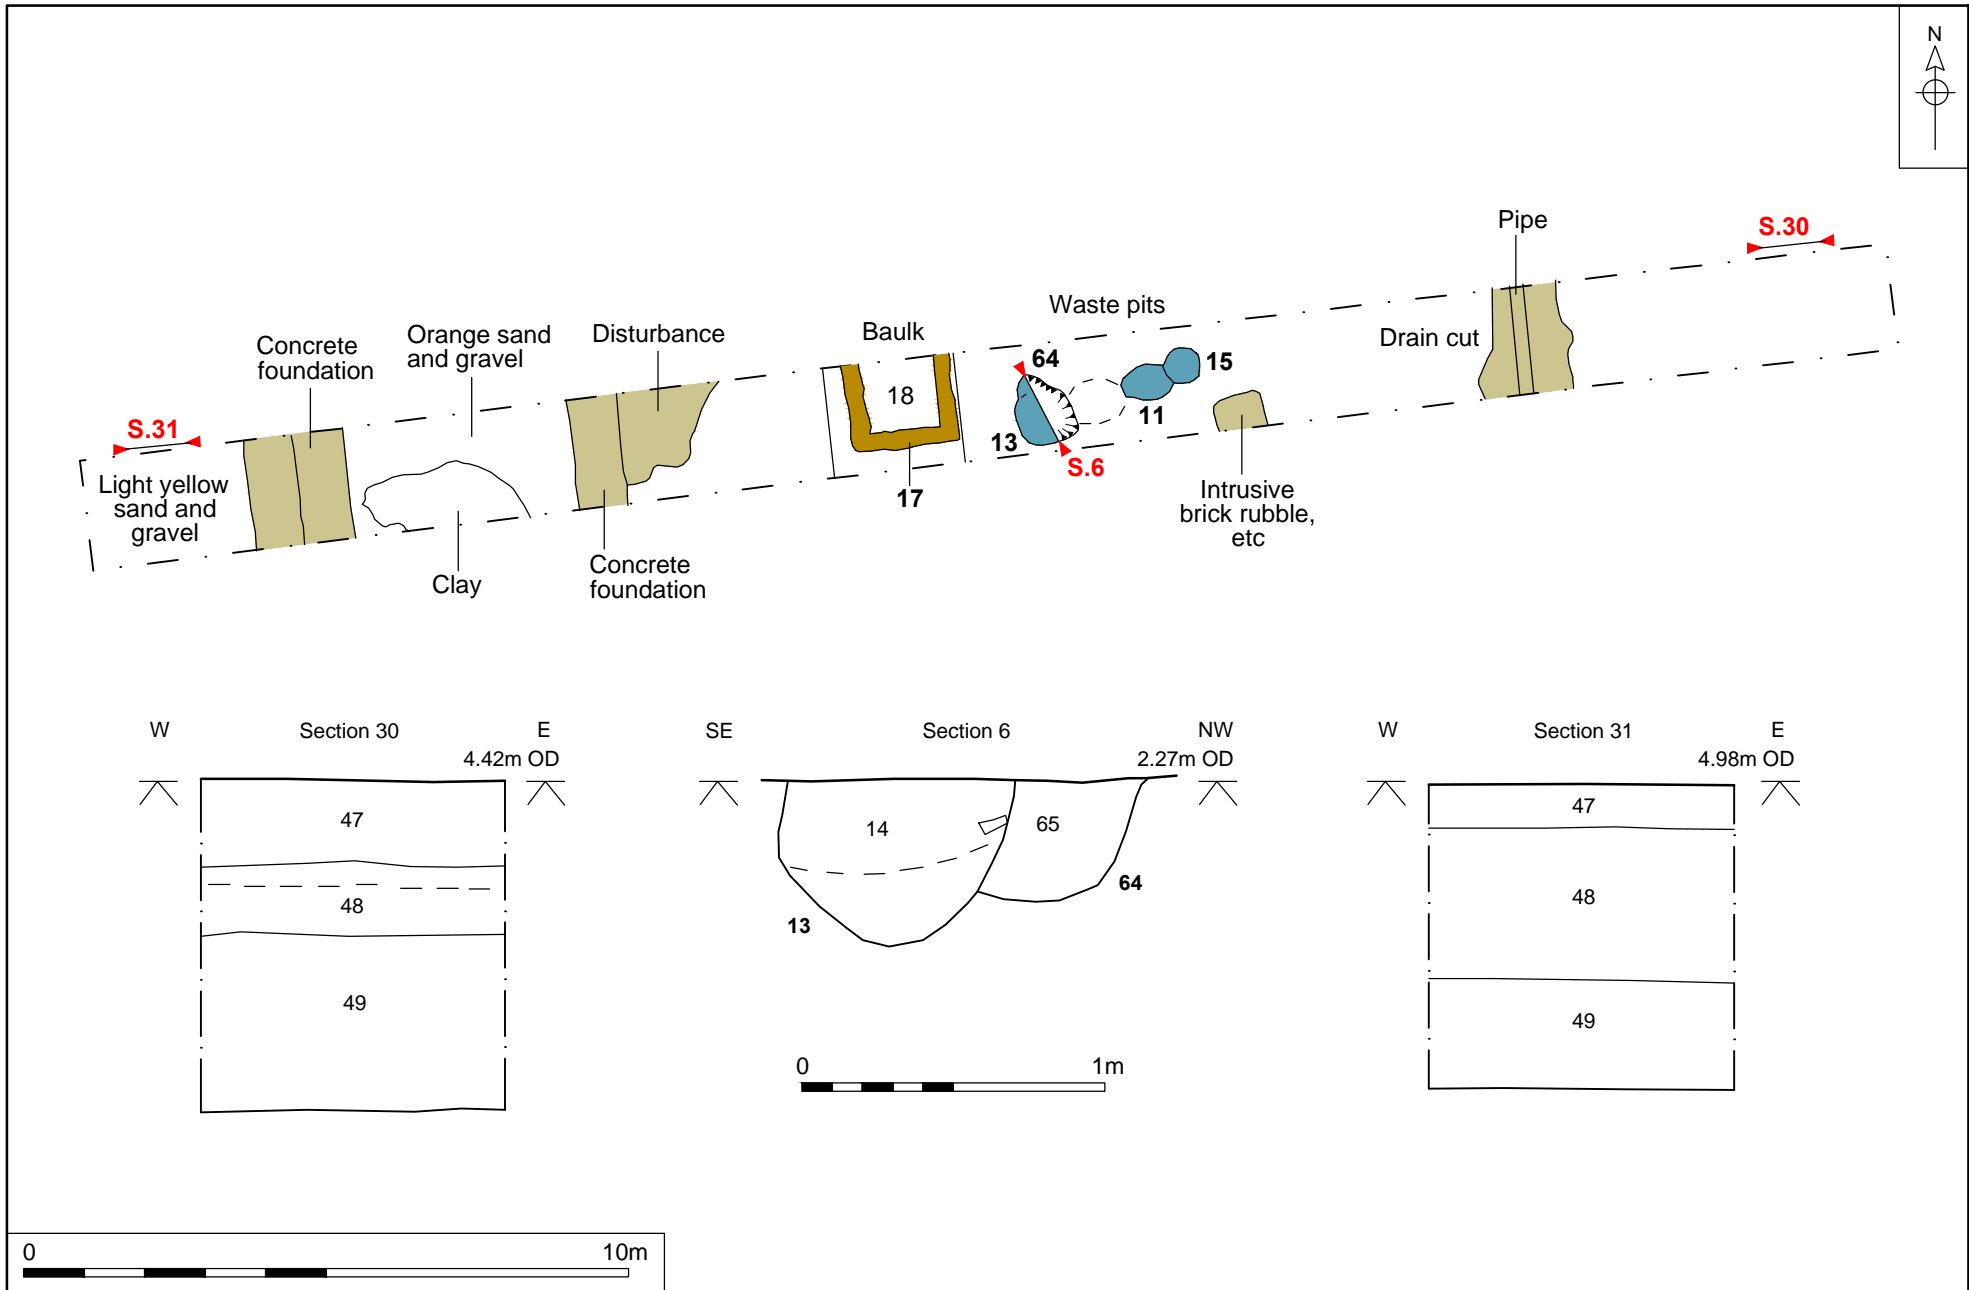 N
S.30
Pipe
Waste pits
Drain cut
Baulk
Disturbance
Orange sand
and gravel
Concrete
foundation
64
15
18
11
13
S.6
17
S.31
Light yellow
sand and
gravel
Clay
Concrete
foundation
Intrusive
brick rubble,
etc
W
Section 30
E
4.42m OD
47
48
49
SE
Section 6
NW
2.27m OD
14
65
64
13
0
1m
W
Section 31
E
4.98m OD
47
48
49
0
10m